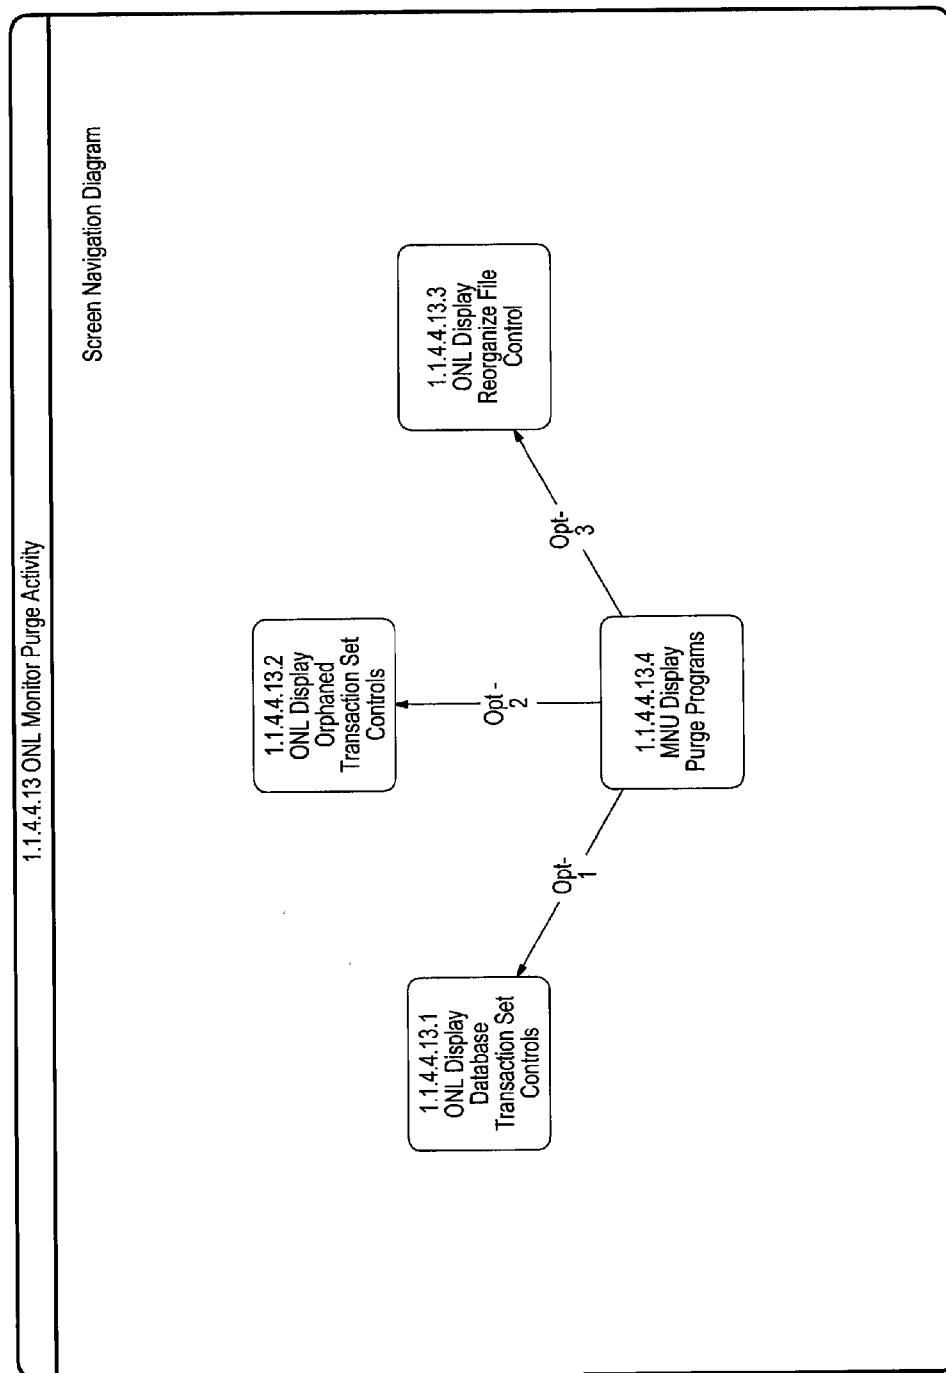 1.1.4.4.13 ONL Monitor Purge Activity
Screen Navigation Diagram
1.1.4.4.13.2
ONL Display
Orphaned
Transaction Set
Controls
1.1.4.4.13.1
ONL Display
Database
Transaction Set
Controls
1.1.4.4.13.3
ONL Display
Reorganize File
Control
Opt-
1
Opt -
2
Opt-
3
1.1.4.4.13.4
MNU Display
Purge Programs